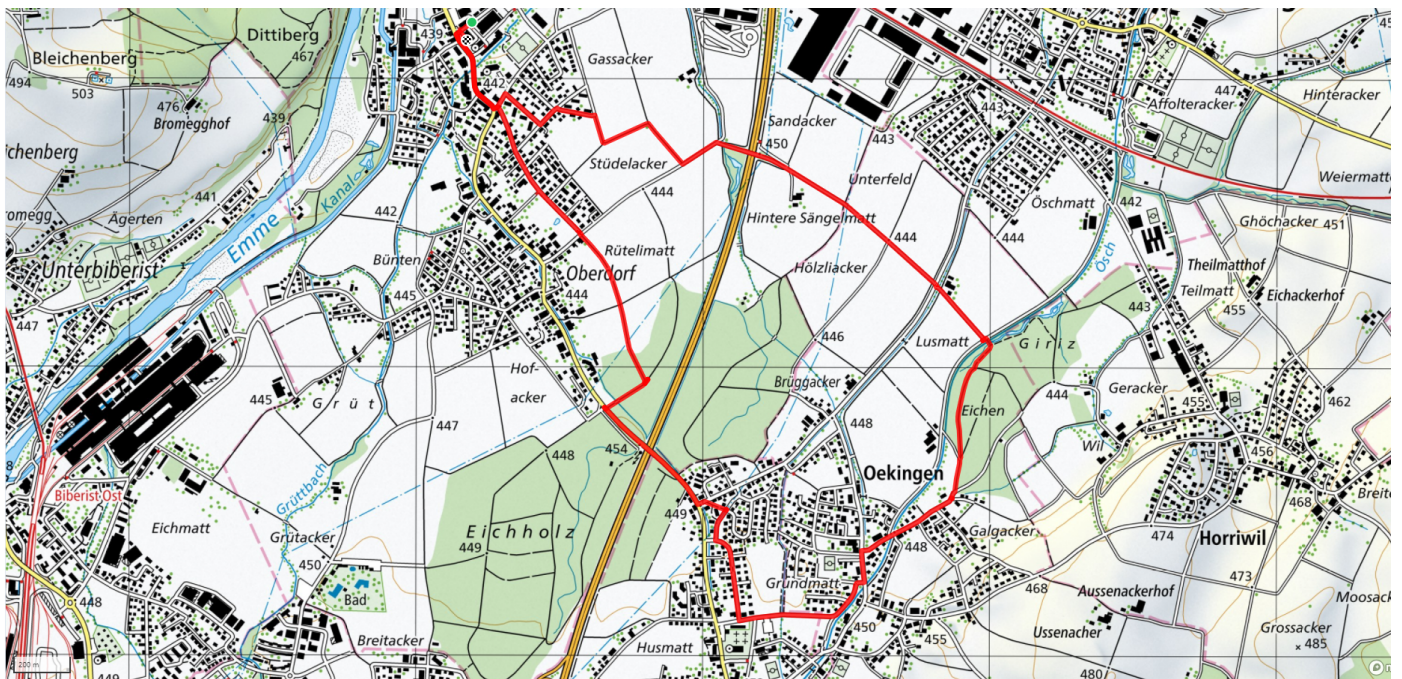 Dittiberg
467
439
Bleichenberg
494
503
476
Bromegghof
439
442
Gassacker
Sandacker
450
443
443
447
Affolteracker
Hinteracker
ichenberg
441
Kanal
Stüdelacker
444
Unterfeld
Weiermatt
omegg
Ägerten
442
Emme
Hintere Sängelmatt
Öschmatt
442
Ghöchacker
451
444
444
Unterbiberist
Bünten
Rütelimatt
Oberdorf
Hölzliacker
Ösch
Theilmatthof
Teilmatt
Eichackerhof
445
444
443
455
447
446
Lusmatt
Giriz
Hof-
acker
Brüggacker
Geracker
445
Grüt
Eichen
444
455
462
447
448
Wil
448
454
Oekingen
456
Grüttbach
Biberist Ost
468
Breite
Eichmatt
449
Eichholz
Galgacker
Grütacker
449
448
474
Horriwil
450
468
473
Bad
Grundmatt
Aussenackerhof
Moosack
448
Breitacker
450
455
Ussenacher
Grossacker
485
Husmatt
200 m
449
480